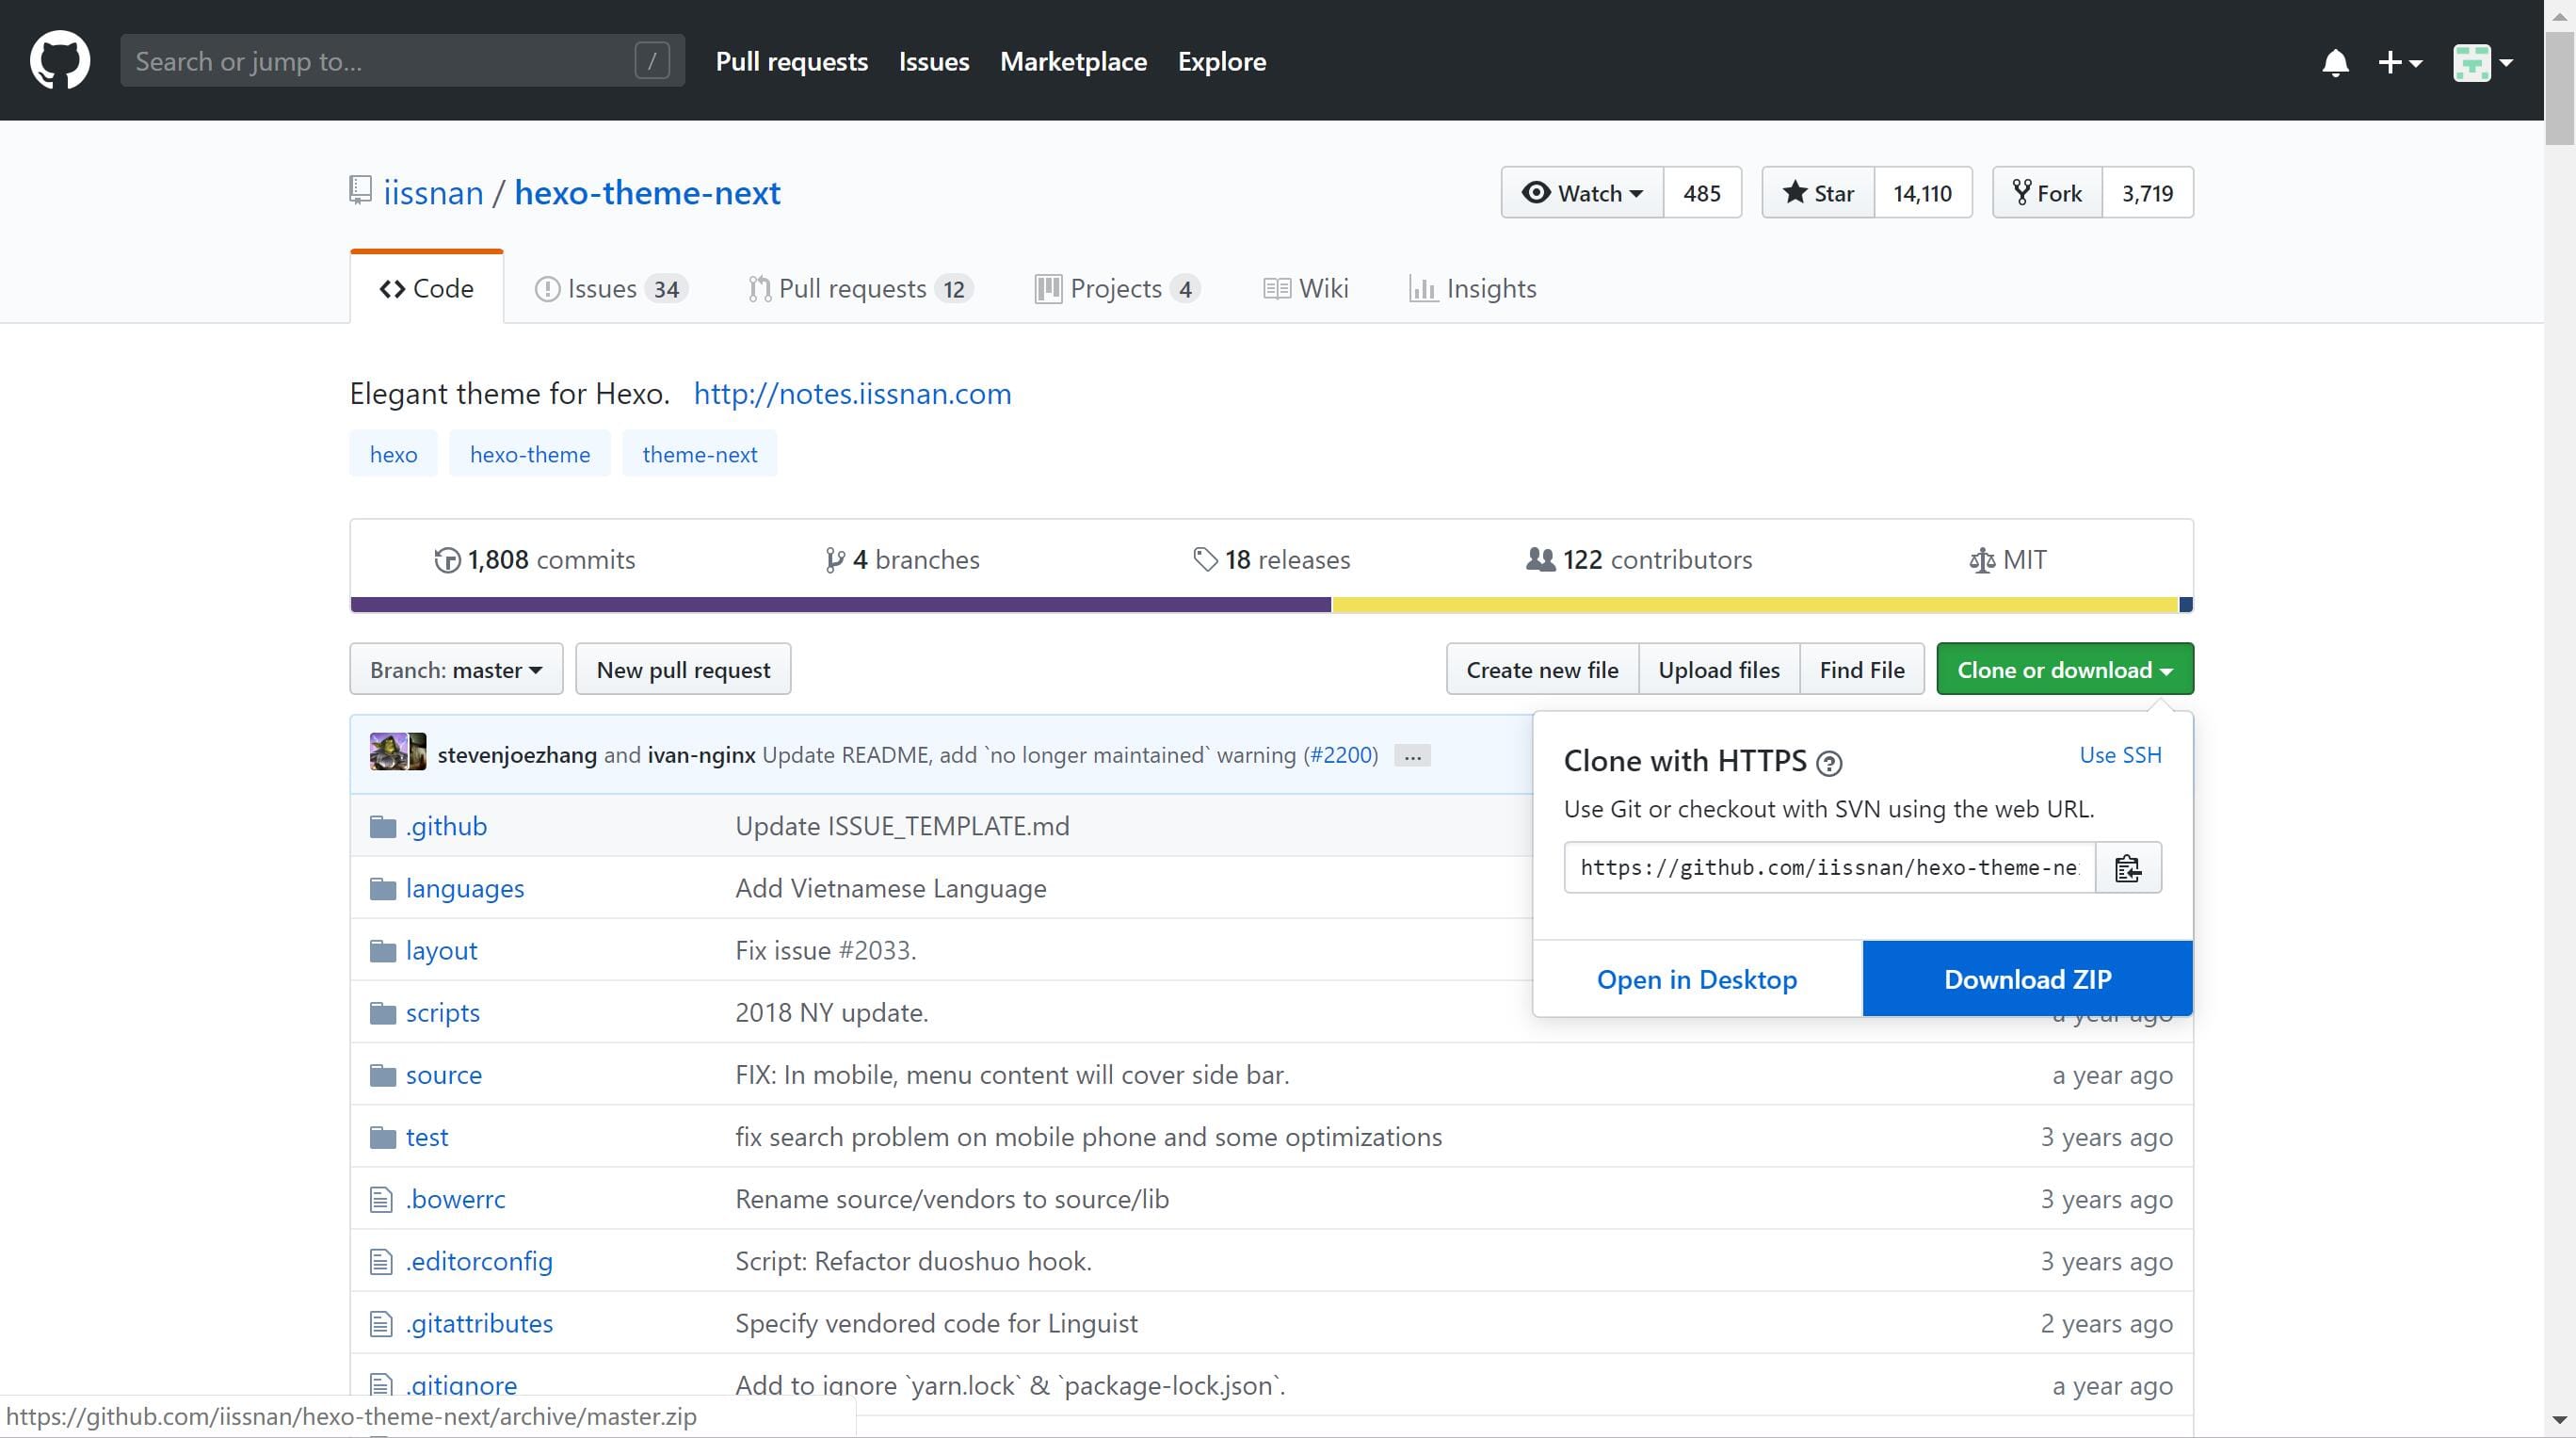 Search or jump to... /
Pull requests Issues Marketplace Explore
iissnan / hexo-theme-next
Watch 485 Star 14,110 Fork 3,719
Code Issues 34 Pull requests 12 Projects 4 Wiki Insights
Elegant theme for Hexo. http://notes.iissnan.com
hexo hexo-theme theme-next
1,808 commits 4 branches 18 releases 122 contributors MIT
Branch: master New pull request Create new file Upload files Find File Clone or download
stevenjoezhang and ivan-nginx Update README, add `no longer maintained` warning (#2200) ...
Clone with HTTPS ? Use SSH
Use Git or checkout with SVN using the web URL.
https://github.com/iissnan/hexo-theme-ne
Open in Desktop Download ZIP
.github Update ISSUE_TEMPLATE.md
languages Add Vietnamese Language
layout Fix issue #2033.
scripts 2018 NY update. a year ago
source FIX: In mobile, menu content will cover side bar. a year ago
test fix search problem on mobile phone and some optimizations 3 years ago
.bowerrc Rename source/vendors to source/lib 3 years ago
.editorconfig Script: Refactor duoshuo hook. 3 years ago
.gitattributes Specify vendored code for Linguist 2 years ago
.gitignore Add to ignore `yarn.lock` & `package-lock.json`. a year ago
https://github.com/iissnan/hexo-theme-next/archive/master.zip